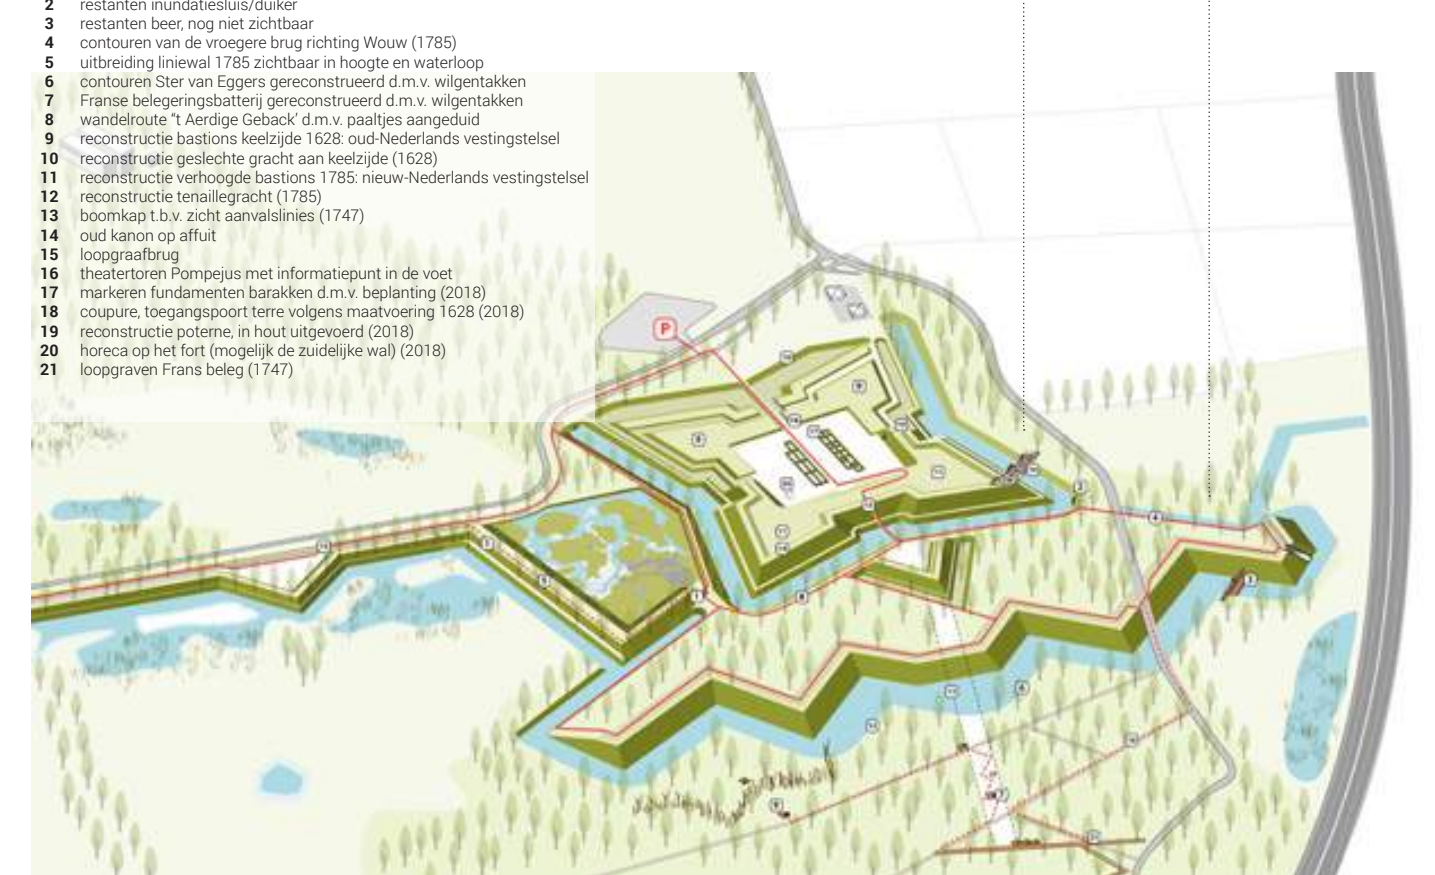 2 restanten inundatiesluis/duiker
3 restanten beer, nog niet zichtbaar
4 contouren van de vroegere brug richting Wouw (1785)
5 uitbreiding liniewal 1785 zichtbaar in hoogte en waterloop
6 contouren Ster van Eggers gereconstrueerd d.m.v. wilgentakken
7 Franse belegeringsbatterij gereconstrueerd d.m.v. wilgentakken
8 wandelroute “t Aerdige Geback’ d.m.v. paaltjes aangeduid
9 reconstructie bastions keelzijde 1628: oud-Nederlands vestingstelsel
10 reconstructie geslechte gracht aan keelzijde (1628)
11 reconstructie verhoogde bastions 1785: nieuw-Nederlands vestingstelsel
12 reconstructie tenaillegracht (1785)
13 boomkap t.b.v. zicht aanvalslinies (1747)
14 oud kanon op affuit
15 loopgraafbrug
16 theatertoren Pompejus met informatiepunt in de voet
17 markeren fundamenten barakken d.m.v. beplanting (2018)
18 coupure, toegangspoort terre volgens maatvoering 1628 (2018)
19 reconstructie poterne, in hout uitgevoerd (2018)
20 horeca op het fort (mogelijk de zuidelijke wal) (2018)
21 loopgraven Frans beleg (1747)
P